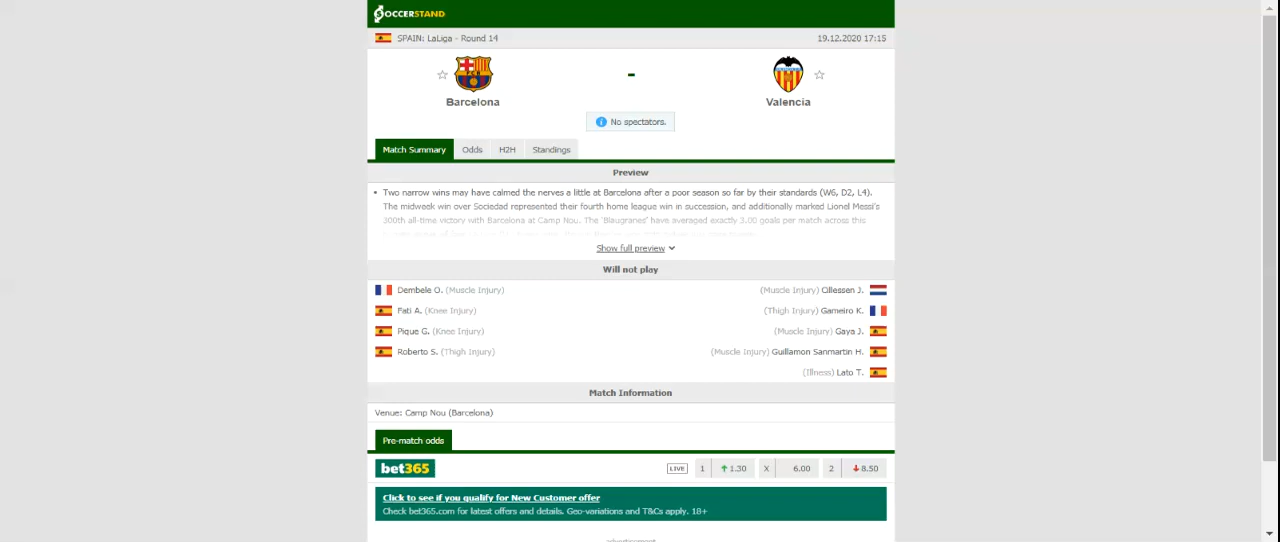 SOCCERSTAND
SPAIN: LaLiga - Round 14 19.12.2020 17:15
-
Barcelona Valencia
No spectators.
Match Summary Odds H2H Standings
Preview
• Two narrow wins may have calmed the nerves a little at Barcelona after a poor season so far by their standards (W6, D2, L4).
The midweek win over Sociedad represented their fourth home league win in succession, and additionally marked Lionel Messi's
300th all-time victory with Barcelona at Camp Nou. The 'Blaugranes' have averaged exactly 3.00 goals per match across this
Show full preview
Will not play
Dembele O. (Muscle Injury) (Muscle Injury) Cillessen J.
Fati A. (Knee Injury) (Thigh Injury) Gameiro K.
Pique G. (Knee Injury) (Muscle Injury) Gaya J.
Roberto S. (Thigh Injury) (Muscle Injury) Guillamon Sanmartin H.
(Illness) Lato T.
Match Information
Venue: Camp Nou (Barcelona)
Pre-match odds
bet365 LIVE 1 1.30 X 6.00 2 8.50
Click to see if you qualify for New Customer offer
Check bet365.com for latest offers and details. Geo-variations and T&Cs apply. 18+
advertisement